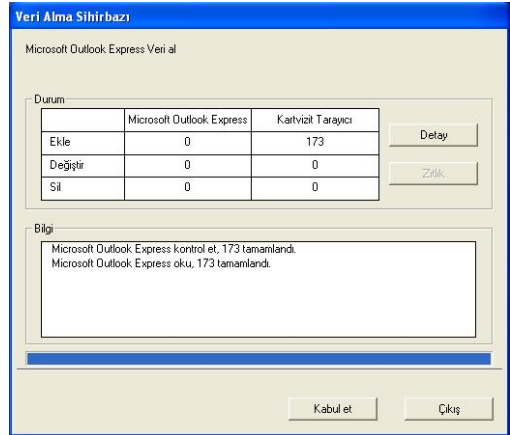 Veri Alma Sihirbazı
Microsoft Outlook Express Veri al
Durum
Microsoft Outlook Express Kartvizit Tarayıcı
Ekle 0 173
Detay
Değiştir 0 0
Zıtlık
Sil 0 0
Bilgi
Microsoft Outlook Express kontrol et, 173 tamamlandı.
Microsoft Outlook Express oku, 173 tamamlandı.
Kabul et Çıkış